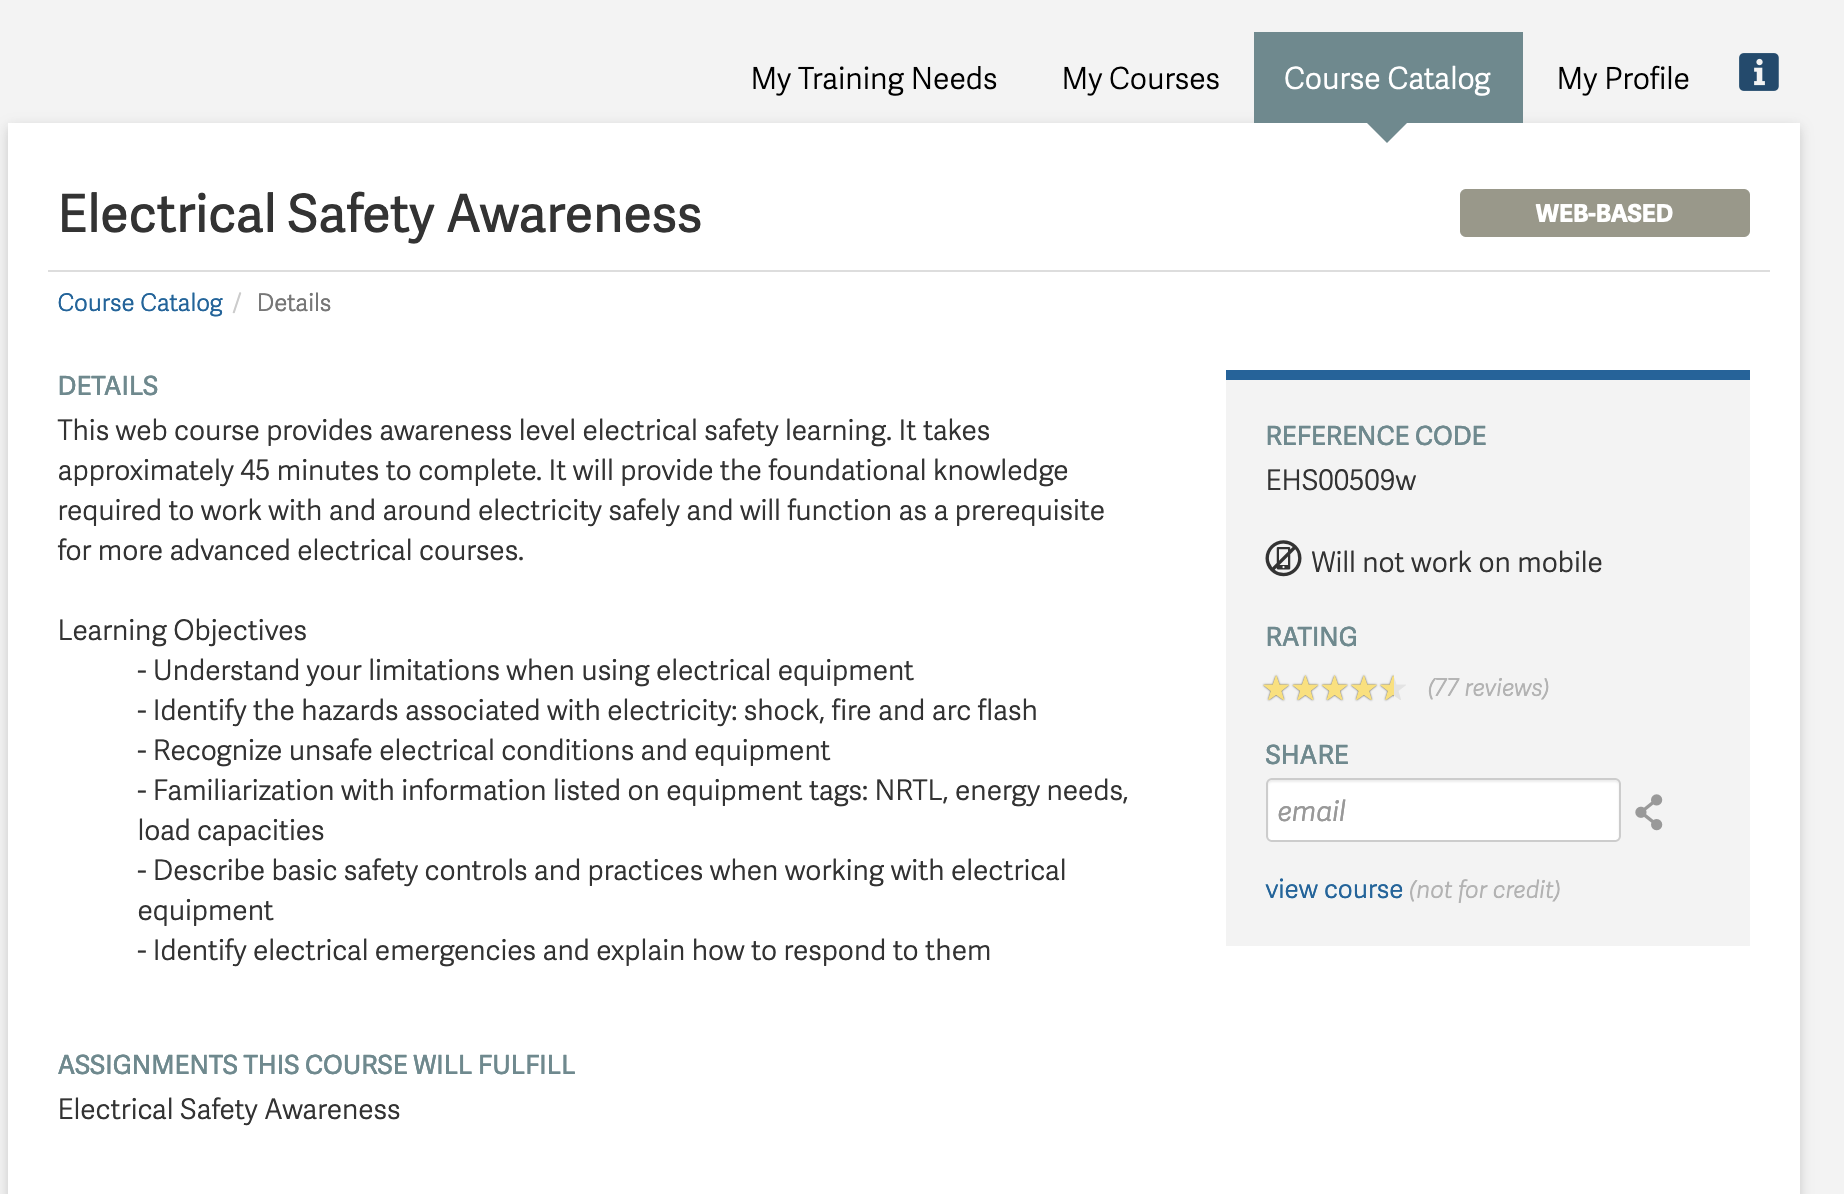 My Training Needs
My Courses
Course Catalog
My Profile
Electrical Safety Awareness
WEB-BASED
Course Catalog / Details
DETAILS
This web course provides awareness level electrical safety learning. It takes
approximately 45 minutes to complete. It will provide the foundational knowledge
required to work with and around electricity safely and will function as a prerequisite
for more advanced electrical courses.
Learning Objectives
- Understand your limitations when using electrical equipment
- Identify the hazards associated with electricity: shock, fire and arc flash
- Recognize unsafe electrical conditions and equipment
- Familiarization with information listed on equipment tags: NRTL, energy needs,
load capacities
- Describe basic safety controls and practices when working with electrical
equipment
- Identify electrical emergencies and explain how to respond to them
ASSIGNMENTS THIS COURSE WILL FULFILL
Electrical Safety Awareness
REFERENCE CODE
EHS00509w
Will not work on mobile
RATING
(77 reviews)
SHARE
email
view course (not for credit)